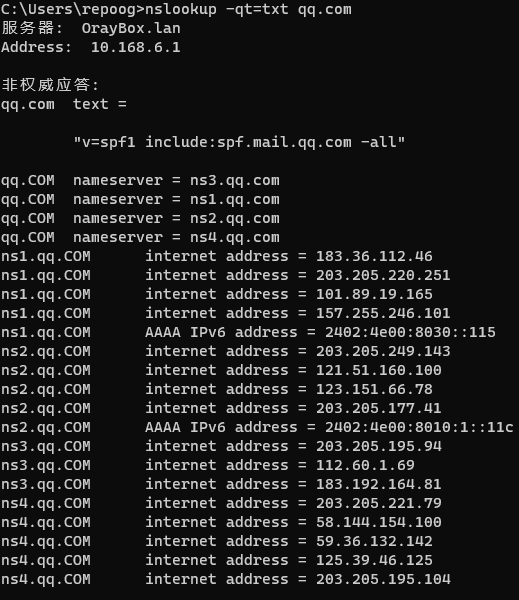 C:\Users\repoog>nslookup -qt=txt qq.com
服务器:  OrayBox.lan
Address:  10.168.6.1
非权威应答:
qq.com  text =
"v=spf1 include:spf.mail.qq.com -all"
qq.COM  nameserver = ns3.qq.com
qq.COM  nameserver = ns1.qq.com
qq.COM  nameserver = ns2.qq.com
qq.COM  nameserver = ns4.qq.com
ns1.qq.COM      internet address = 183.36.112.46
ns1.qq.COM      internet address = 203.205.220.251
ns1.qq.COM      internet address = 101.89.19.165
ns1.qq.COM      internet address = 157.255.246.101
ns1.qq.COM      AAAA IPv6 address = 2402:4e00:8030::115
ns2.qq.COM      internet address = 203.205.249.143
ns2.qq.COM      internet address = 121.51.160.100
ns2.qq.COM      internet address = 123.151.66.78
ns2.qq.COM      internet address = 203.205.177.41
ns2.qq.COM      AAAA IPv6 address = 2402:4e00:8010:1::11c
ns3.qq.COM      internet address = 203.205.195.94
ns3.qq.COM      internet address = 112.60.1.69
ns3.qq.COM      internet address = 183.192.164.81
ns4.qq.COM      internet address = 203.205.221.79
ns4.qq.COM      internet address = 58.144.154.100
ns4.qq.COM      internet address = 59.36.132.142
ns4.qq.COM      internet address = 125.39.46.125
ns4.qq.COM      internet address = 203.205.195.104